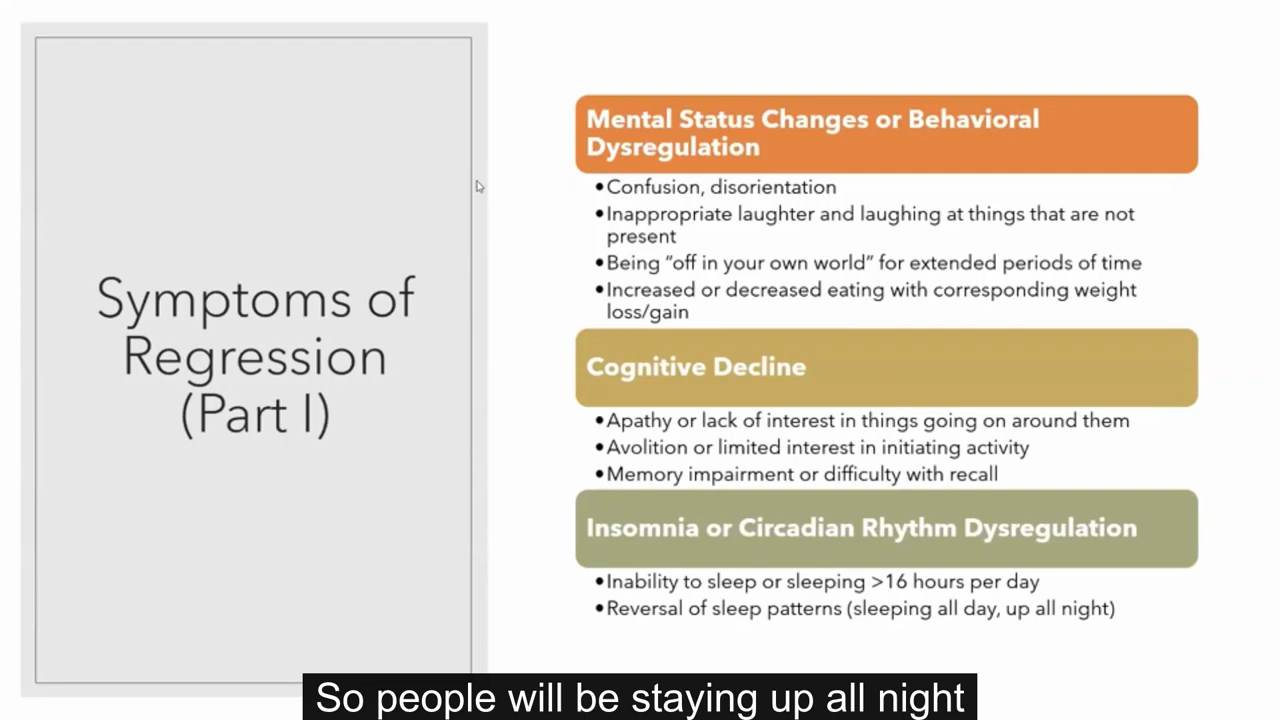 Symptoms of
Regression
(Part I)
Mental Status Changes or Behavioral
Dysregulation
•Confusion, disorientation
•Inappropriate laughter and laughing at things that are not
present
•Being “off in your own world” for extended periods of time
•Increased or decreased eating with corresponding weight
loss/gain
Cognitive Decline
•Apathy or lack of interest in things going on around them
•Avolition or limited interest in initiating activity
•Memory impairment or difficulty with recall
Insomnia or Circadian Rhythm Dysregulation
•Inability to sleep or sleeping >16 hours per day
•Reversal of sleep patterns (sleeping all day, up all night)
So people will be staying up all night